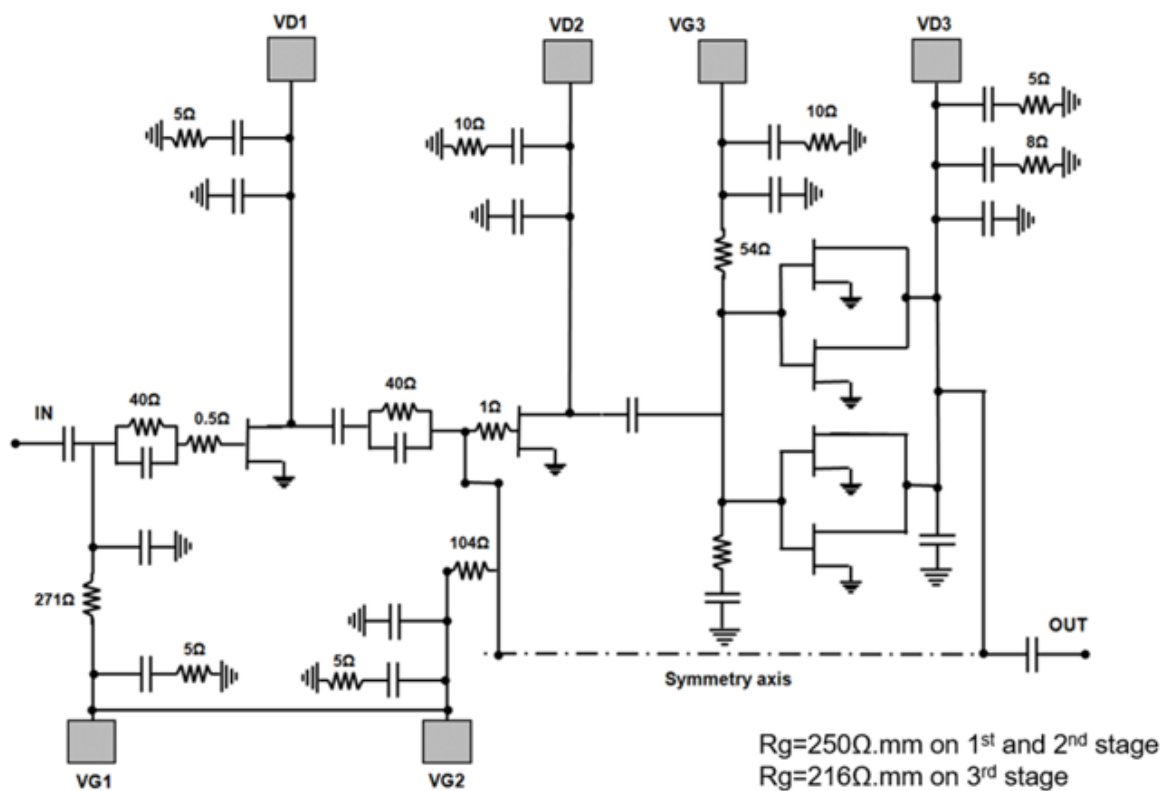 VD1
VD2
VG3
VD3
5Ω
5Ω
10Ω
10Ω
8Ω
54Ω
40Ω
40Ω
IN
0.5Ω
1Ω
104Ω
271Ω
OUT
5Ω
5Ω
Symmetry axis
VG1
VG2
Rg=250Ω.mm on 1st and 2nd stage
Rg=216Ω.mm on 3rd stage